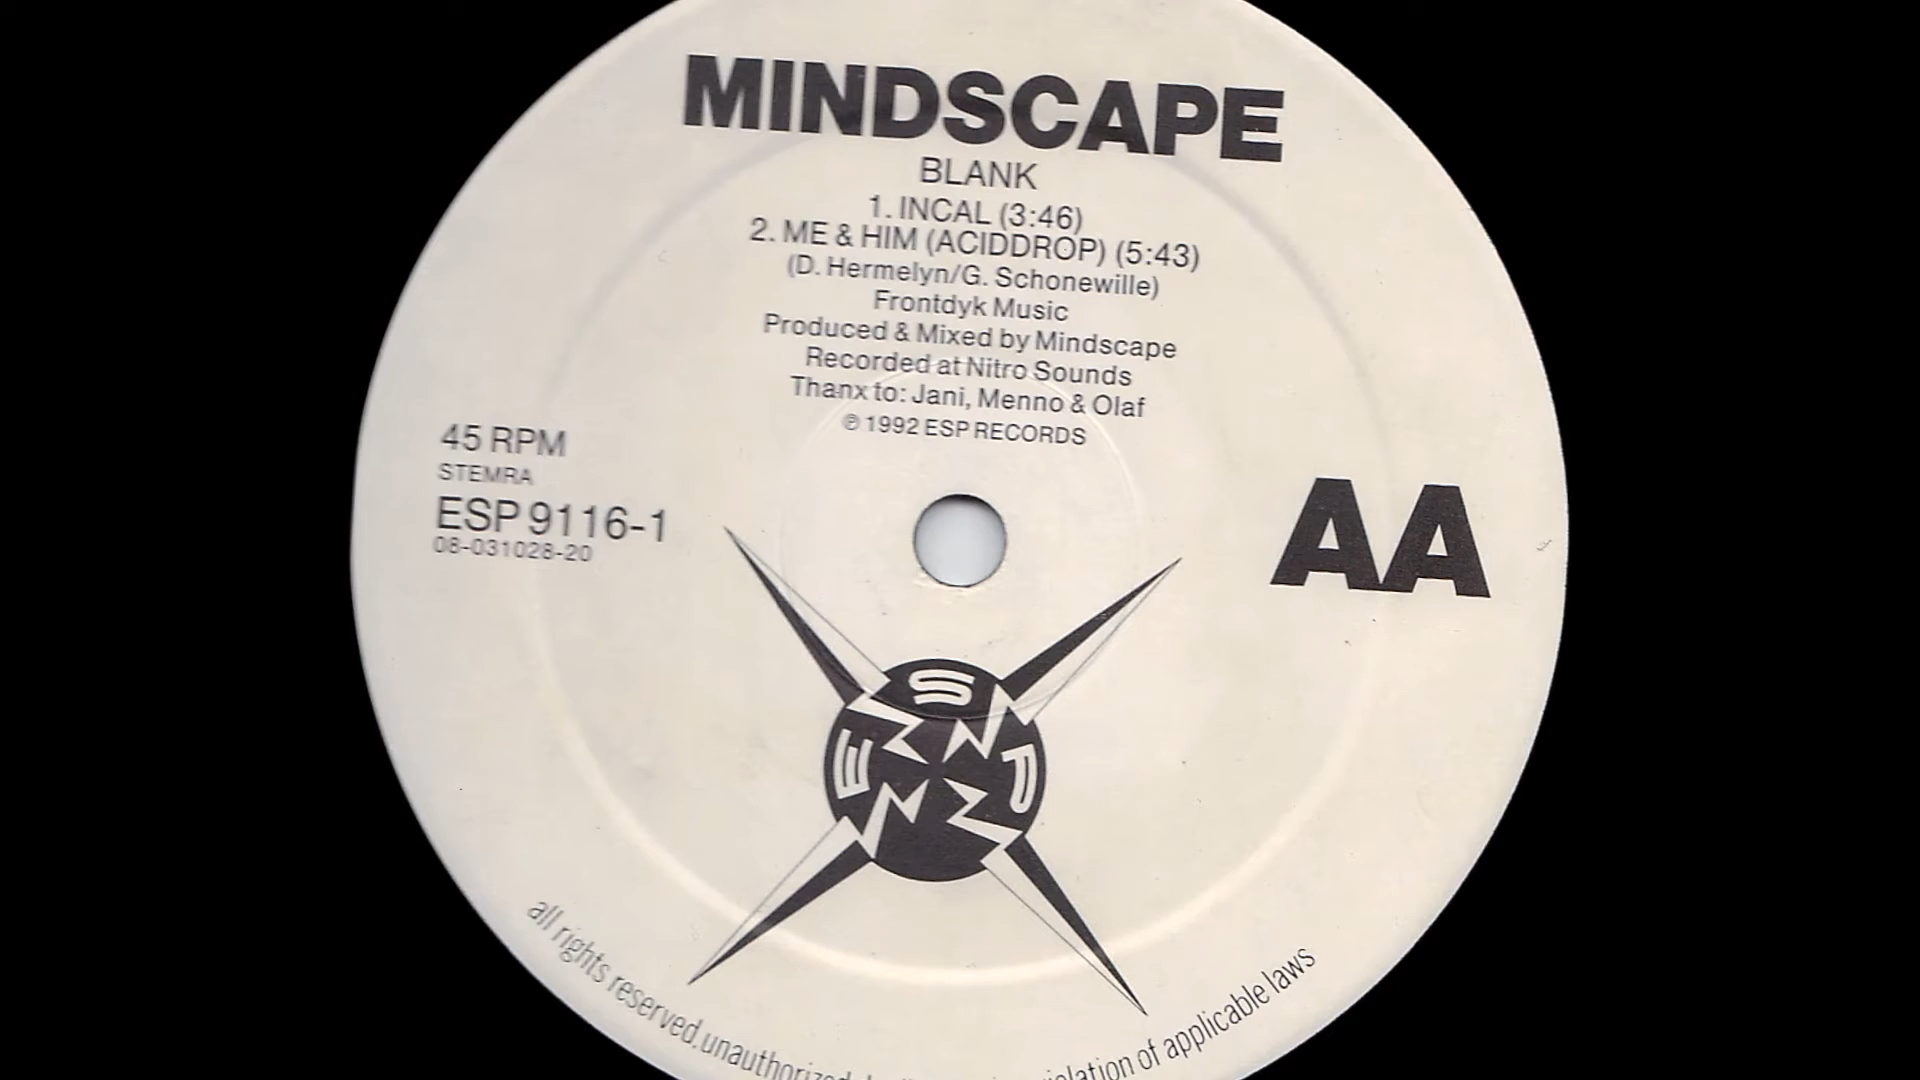 MINDSCAPE
BLANK
1. INCAL (3:46)
2. ME & HIM (ACIDDROP) (5:43)
(D. Hermelyn/G. Schonewille)
Frontdyk Music
Produced & Mixed by Mindscape
Recorded at Nitro Sounds
Thanx to: Jani, Menno & Olaf
℗ 1992 ESP RECORDS
45 RPM
STEMRA
ESP 9116-1
08-031028-20
AA
E S P
all rights reserved. unauthorized
of applicable laws